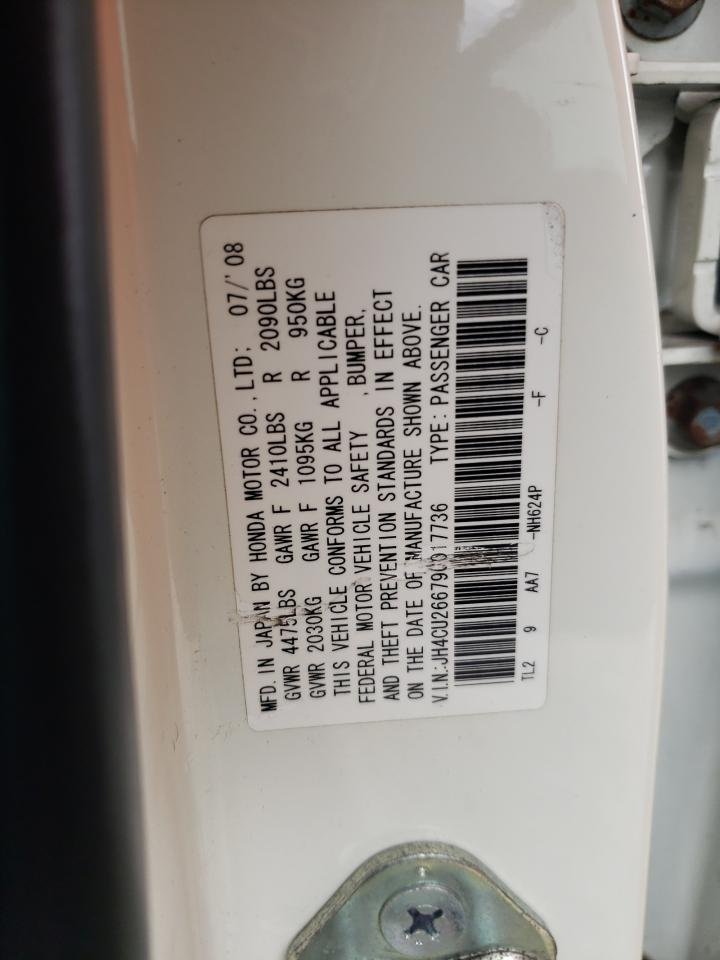 MFD. IN JAPAN BY HONDA MOTOR CO., LTD; 07/'08
GVWR 4475LBS GAWR F 2410LBS R 2090LBS
GVWR 2030KG GAWR F 1095KG R 950KG
THIS VEHICLE CONFORMS TO ALL APPLICABLE
FEDERAL MOTOR VEHICLE SAFETY , BUMPER,
AND THEFT PREVENTION STANDARDS IN EFFECT
ON THE DATE OF MANUFACTURE SHOWN ABOVE.
V.I.N.:JH4CU26679C017736 TYPE: PASSENGER CAR
TL2 9 AA7 -NH624P -F -C